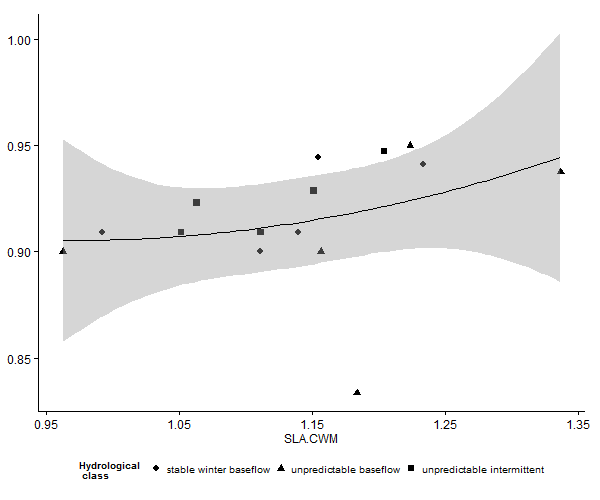 1.00
0.95
0.90
0.85
0.95 1.05 1.15 1.25 1.35
SLA.CWM
Hydrological
class
stable winter baseflow unpredictable baseflow unpredictable intermittent